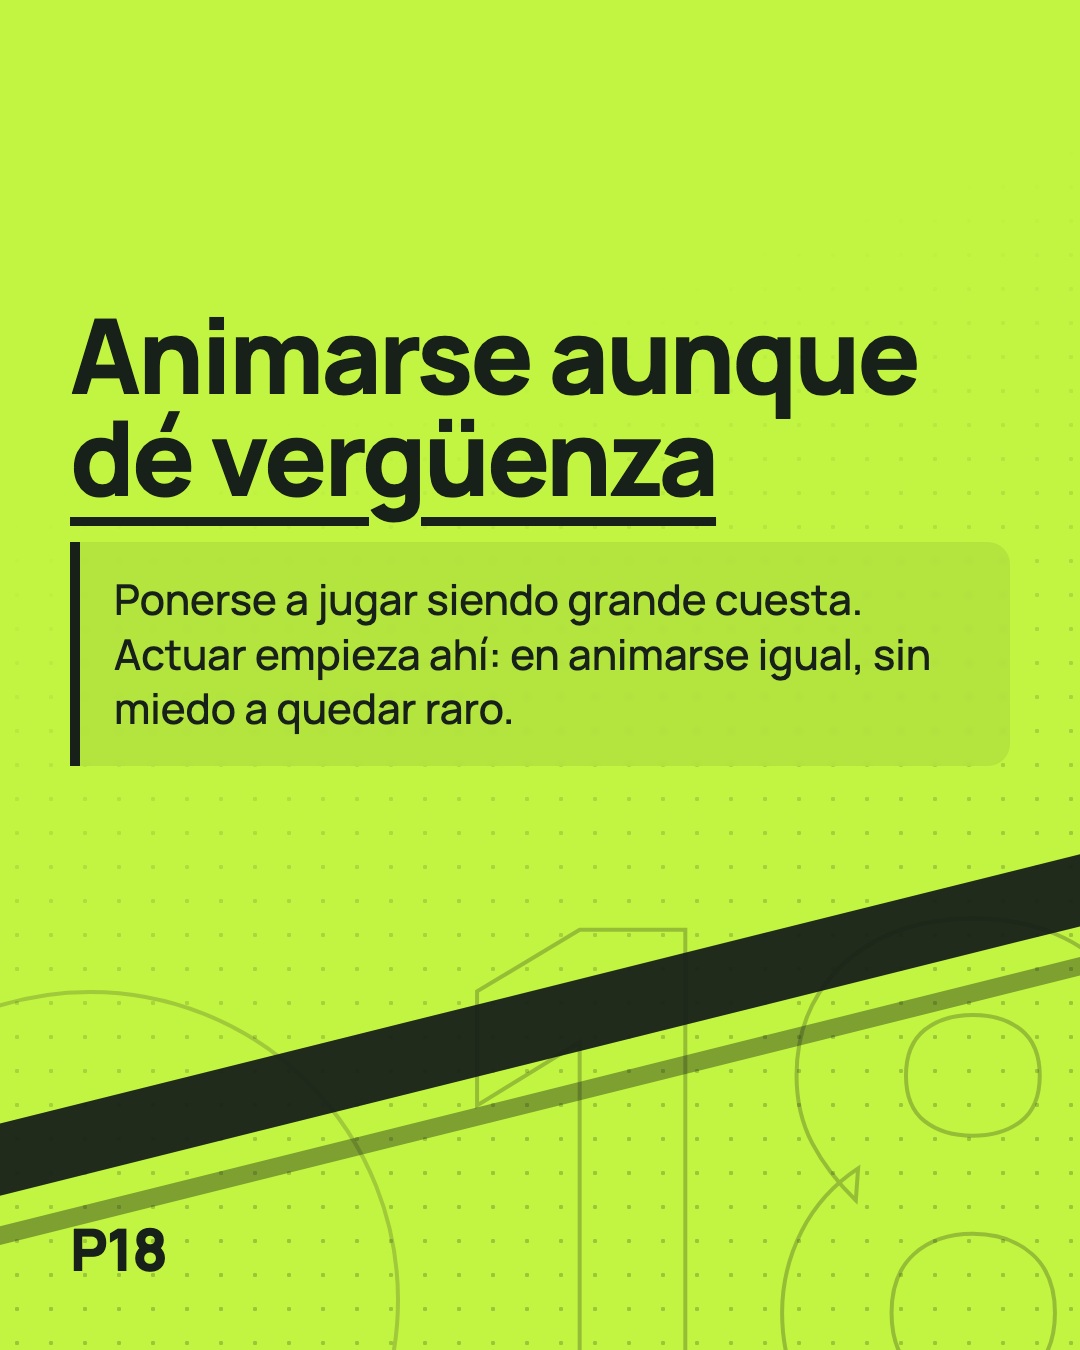 Animarse aunque
dé vergüenza
Ponerse a jugar siendo grande cuesta.
Actuar empieza ahí: en animarse igual, sin
miedo a quedar raro.
P18